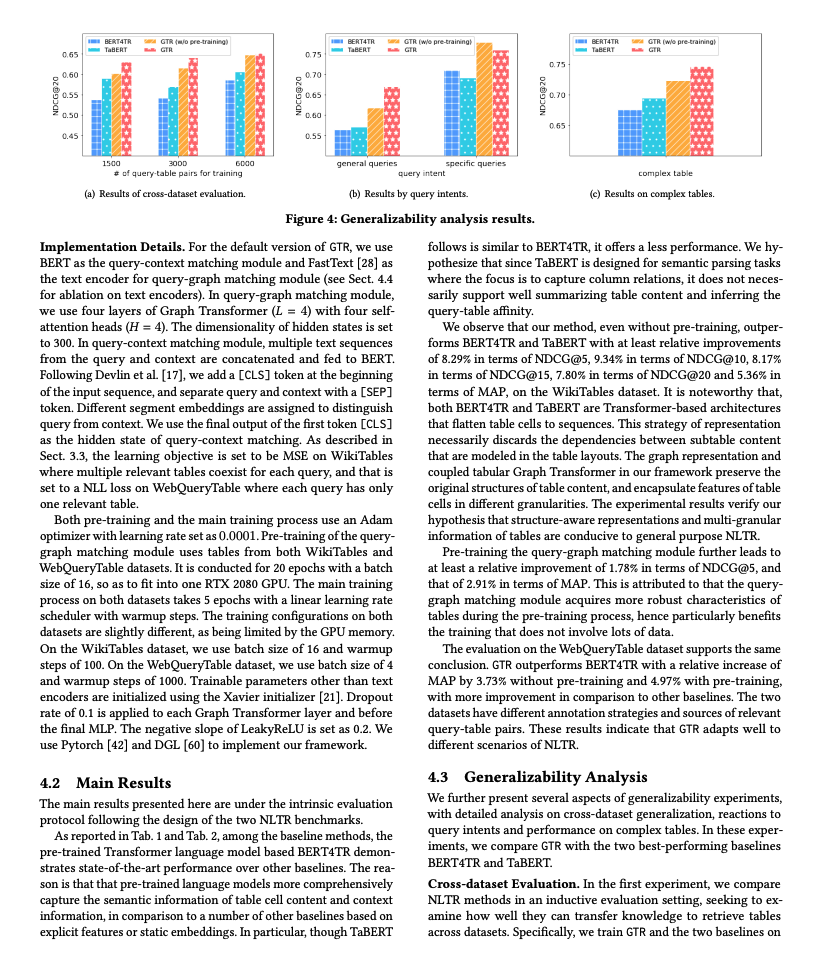 BERT4TR
TaBERT
GTR (w/o pre-training)
GTR
NDCG@20
0.65
0.60
0.55
0.50
0.45
1500
3000
6000
# of query-table pairs for training
(a) Results of cross-dataset evaluation.
BERT4TR
TaBERT
GTR (w/o pre-training)
GTR
NDCG@20
0.75
0.70
0.65
0.60
0.55
general queries
specific queries
query intent
(b) Results by query intents.
BERT4TR
TaBERT
GTR (w/o pre-training)
GTR
NDCG@20
0.75
0.70
0.65
complex table
(c) Results on complex tables.
Figure 4: Generalizability analysis results.
Implementation Details. For the default version of GTR, we use
BERT as the query-context matching module and FastText [28] as
the text encoder for query-graph matching module (see Sect. 4.4
for ablation on text encoders). In query-graph matching module,
we use four layers of Graph Transformer (L = 4) with four self-
attention heads (H = 4). The dimensionality of hidden states is set
to 300. In query-context matching module, multiple text sequences
from the query and context are concatenated and fed to BERT.
Following Devlin et al. [17], we add a [CLS] token at the beginning
of the input sequence, and separate query and context with a [SEP]
token. Different segment embeddings are assigned to distinguish
query from context. We use the final output of the first token [CLS]
as the hidden state of query-context matching. As described in
Sect. 3.3, the learning objective is set to be MSE on WikiTables
where multiple relevant tables coexist for each query, and that is
set to a NLL loss on WebQueryTable where each query has only
one relevant table.
Both pre-training and the main training process use an Adam
optimizer with learning rate set as 0.0001. Pre-training of the query-
graph matching module uses tables from both WikiTables and
WebQueryTable datasets. It is conducted for 20 epochs with a batch
size of 16, so as to fit into one RTX 2080 GPU. The main training
process on both datasets takes 5 epochs with a linear learning rate
scheduler with warmup steps. The training configurations on both
datasets are slightly different, as being limited by the GPU memory.
On the WikiTables dataset, we use batch size of 16 and warmup
steps of 100. On the WebQueryTable dataset, we use batch size of 4
and warmup steps of 1000. Trainable parameters other than text
encoders are initialized using the Xavier initializer [21]. Dropout
rate of 0.1 is applied to each Graph Transformer layer and before
the final MLP. The negative slope of LeakyReLU is set as 0.2. We
use Pytorch [42] and DGL [60] to implement our framework.
4.2 Main Results
The main results presented here are under the intrinsic evaluation
protocol following the design of the two NLTR benchmarks.
As reported in Tab. 1 and Tab. 2, among the baseline methods, the
pre-trained Transformer language model based BERT4TR demon-
strates state-of-the-art performance over other baselines. The rea-
son is that that pre-trained language models more comprehensively
capture the semantic information of table cell content and context
information, in comparison to a number of other baselines based on
explicit features or static embeddings. In particular, though TaBERT
follows is similar to BERT4TR, it offers a less performance. We hy-
pothesize that since TaBERT is designed for semantic parsing tasks
where the focus is to capture column relations, it does not neces-
sarily support well summarizing table content and inferring the
query-table affinity.
We observe that our method, even without pre-training, outper-
forms BERT4TR and TaBERT with at least relative improvements
of 8.29% in terms of NDCG@5, 9.34% in terms of NDCG@10, 8.17%
in terms of NDCG@15, 7.80% in terms of NDCG@20 and 5.36% in
terms of MAP, on the WikiTables dataset. It is noteworthy that,
both BERT4TR and TaBERT are Transformer-based architectures
that flatten table cells to sequences. This strategy of representation
necessarily discards the dependencies between subtable content
that are modeled in the table layouts. The graph representation and
coupled tabular Graph Transformer in our framework preserve the
original structures of table content, and encapsulate features of table
cells in different granularities. The experimental results verify our
hypothesis that structure-aware representations and multi-granular
information of tables are conducive to general purpose NLTR.
Pre-training the query-graph matching module further leads to
at least a relative improvement of 1.78% in terms of NDCG@5, and
that of 2.91% in terms of MAP. This is attributed to that the query-
graph matching module acquires more robust characteristics of
tables during the pre-training process, hence particularly benefits
the training that does not involve lots of data.
The evaluation on the WebQueryTable dataset supports the same
conclusion. GTR outperforms BERT4TR with a relative increase of
MAP by 3.73% without pre-training and 4.97% with pre-training,
with more improvement in comparison to other baselines. The two
datasets have different annotation strategies and sources of relevant
query-table pairs. These results indicate that GTR adapts well to
different scenarios of NLTR.
4.3 Generalizability Analysis
We further present several aspects of generalizability experiments,
with detailed analysis on cross-dataset generalization, reactions to
query intents and performance on complex tables. In these exper-
iments, we compare GTR with the two best-performing baselines
BERT4TR and TaBERT.
Cross-dataset Evaluation. In the first experiment, we compare
NLTR methods in an inductive evaluation setting, seeking to ex-
amine how well they can transfer knowledge to retrieve tables
across datasets. Specifically, we train GTR and the two baselines on